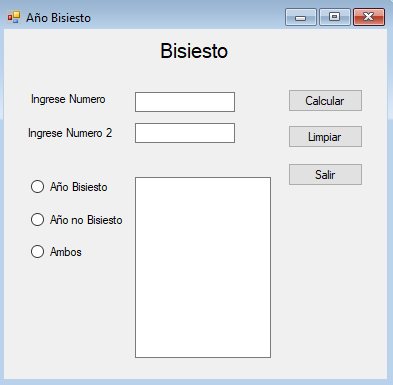 Año Bisiesto
Bisiesto
Ingrese Numero
Calcular
Ingrese Numero 2
Limpiar
Salir
Año Bisiesto
Año no Bisiesto
Ambos